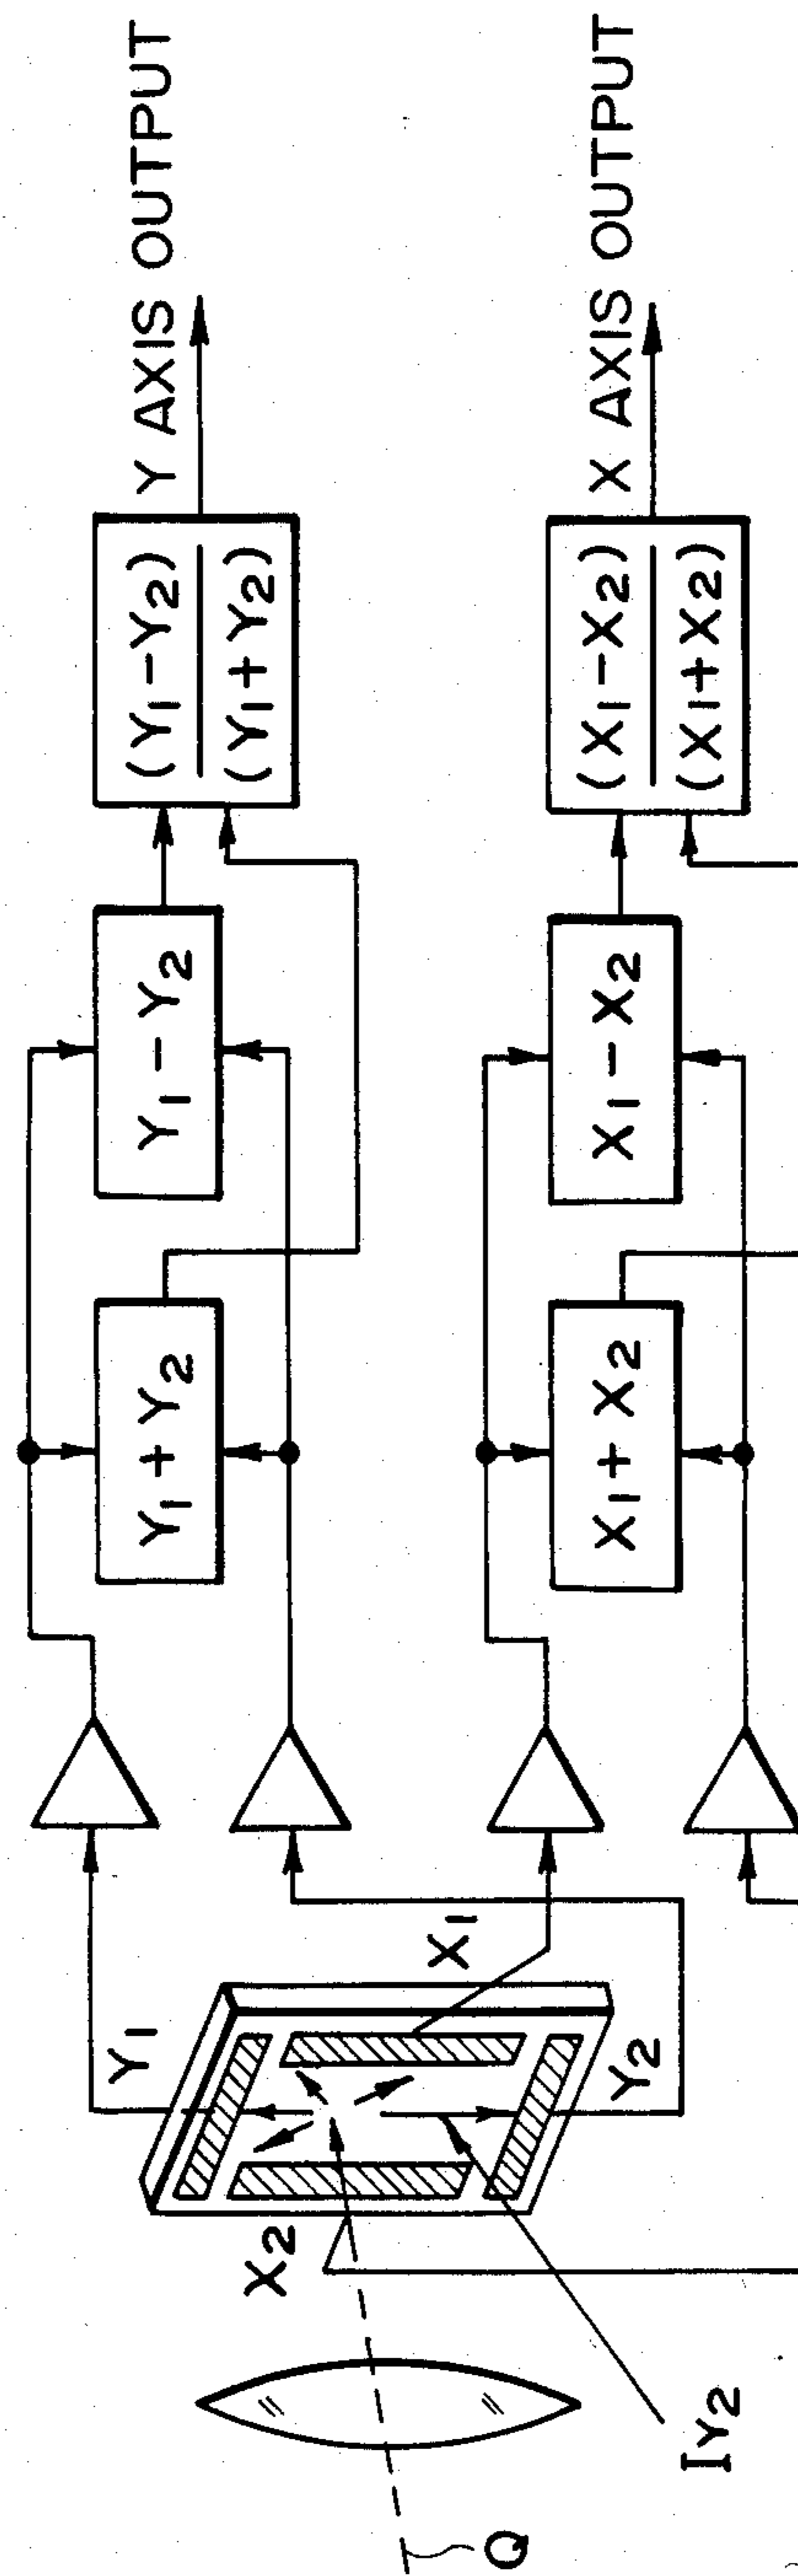 Q
IY2
X2
Y1
X1
Y2
Y1 + Y2
Y1 − Y2
(Y1 − Y2)
(Y1 + Y2)
Y AXIS OUTPUT
X1 + X2
X1 − X2
(X1 − X2)
(X1 + X2)
X AXIS OUTPUT